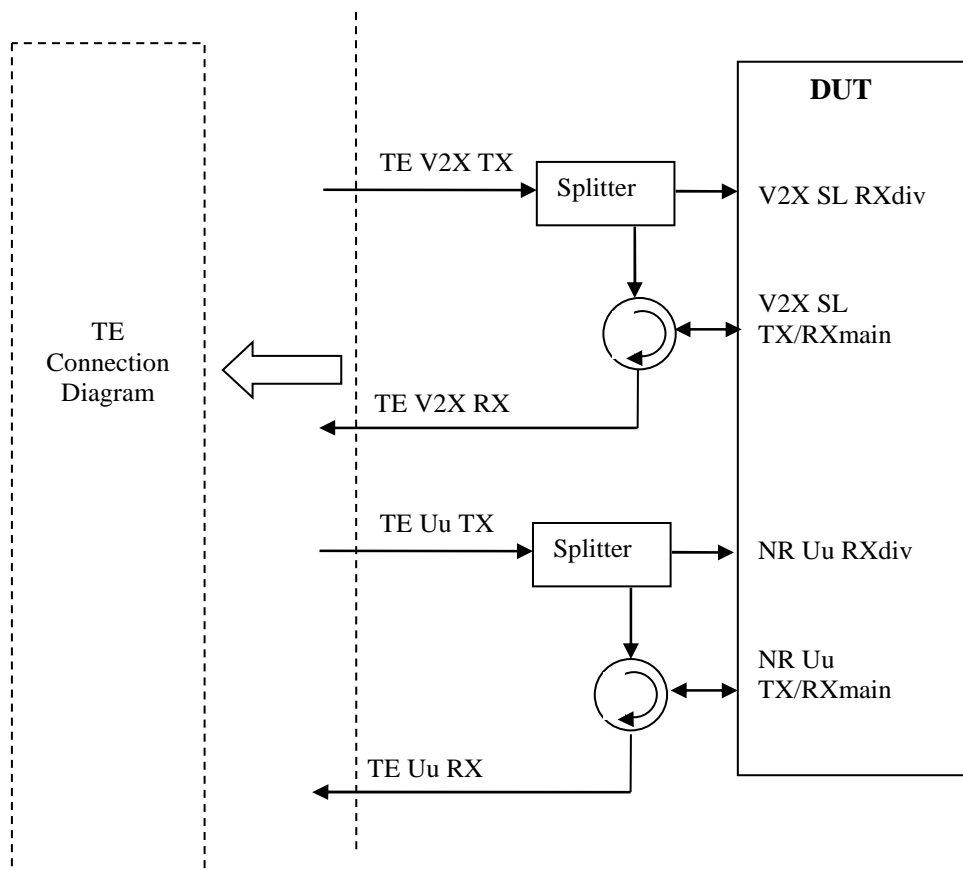 DUT
TE V2X TX
Splitter
V2X SL RXdiv
V2X SL
TX/RXmain
TE
Connection
Diagram
TE V2X RX
TE Uu TX
Splitter
NR Uu RXdiv
NR Uu
TX/RXmain
TE Uu RX